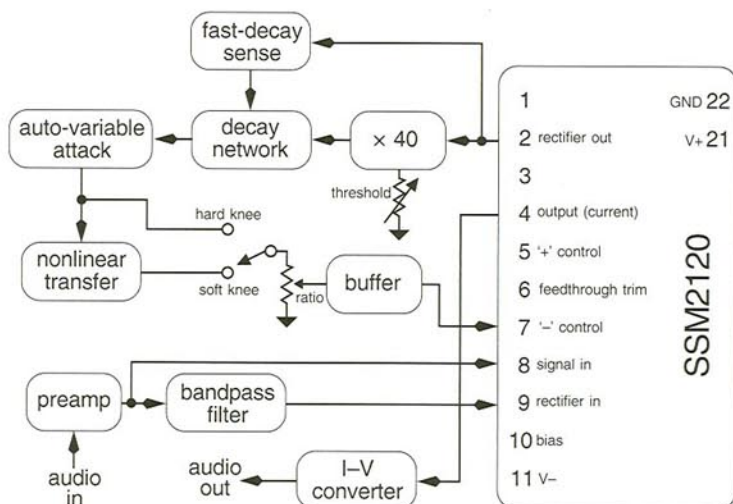 fast-decay
sense
auto-variable
attack
decay
network
× 40
threshold
hard knee
nonlinear
transfer
soft knee
ratio
buffer
preamp
bandpass
filter
audio
in
audio
out
I–V
converter
1
2 rectifier out
3
4 output (current)
5 '+' control
6 feedthrough trim
7 '–' control
8 signal in
9 rectifier in
10 bias
11 V–
GND 22
V+ 21
SSM2120